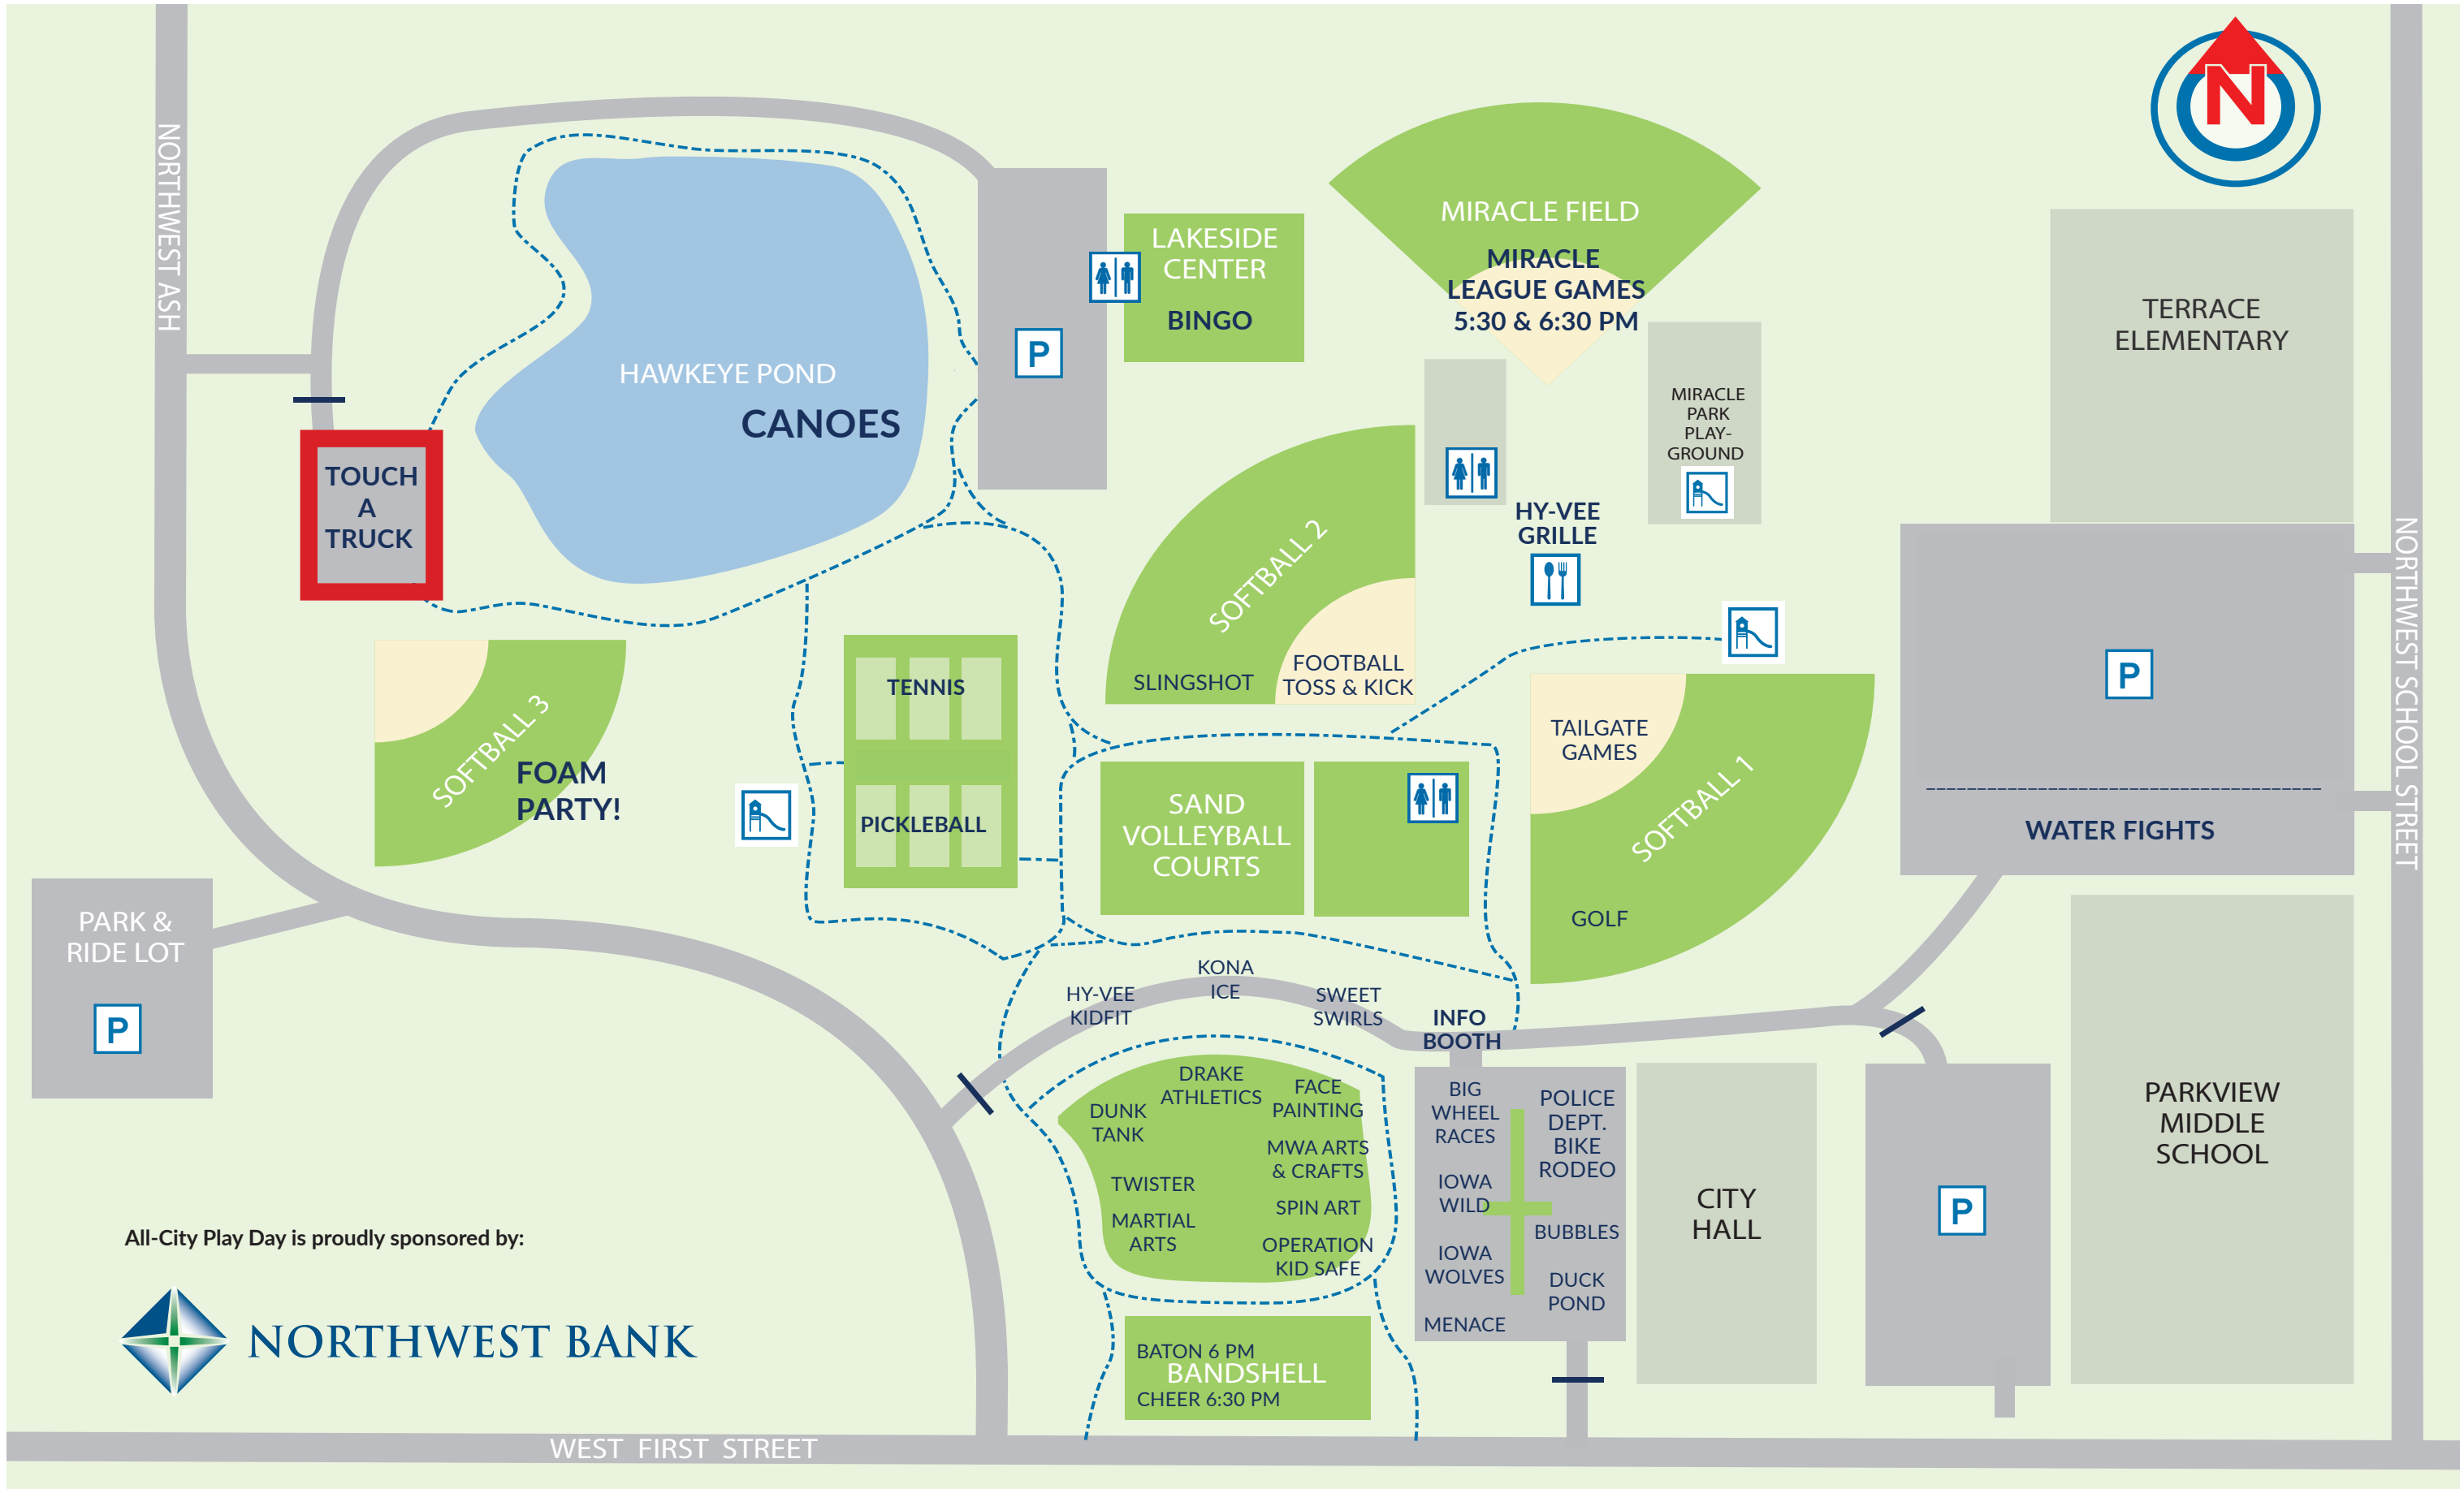 N
NORTHWEST ASH
LAKESIDE
CENTER
BINGO
MIRACLE FIELD
MIRACLE
LEAGUE GAMES
5:30 & 6:30 PM
TERRACE
ELEMENTARY
P
HAWKEYE POND
CANOES
MIRACLE
PARK
PLAY-
GROUND
TOUCH
A
TRUCK
HY-VEE
GRILLE
SOFTBALL 2
SLINGSHOT
FOOTBALL
TOSS & KICK
NORTHWEST SCHOOL STREET
P
WATER FIGHTS
TENNIS
PICKLEBALL
SOFTBALL 3
FOAM
PARTY!
TAILGATE
GAMES
SOFTBALL 1
GOLF
SAND
VOLLEYBALL
COURTS
PARK &
RIDE LOT
P
HY-VEE
KIDFIT
KONA
ICE
SWEET
SWIRLS
INFO
BOOTH
DRAKE
ATHLETICS
FACE
PAINTING
DUNK
TANK
MWA ARTS
& CRAFTS
TWISTER
SPIN ART
MARTIAL
ARTS
OPERATION
KID SAFE
BIG
WHEEL
RACES
IOWA
WILD
IOWA
WOLVES
MENACE
POLICE
DEPT.
BIKE
RODEO
BUBBLES
DUCK
POND
CITY
HALL
P
PARKVIEW
MIDDLE
SCHOOL
BATON 6 PM
BANDSHELL
CHEER 6:30 PM
All-City Play Day is proudly sponsored by:
NORTHWEST BANK
WEST FIRST STREET